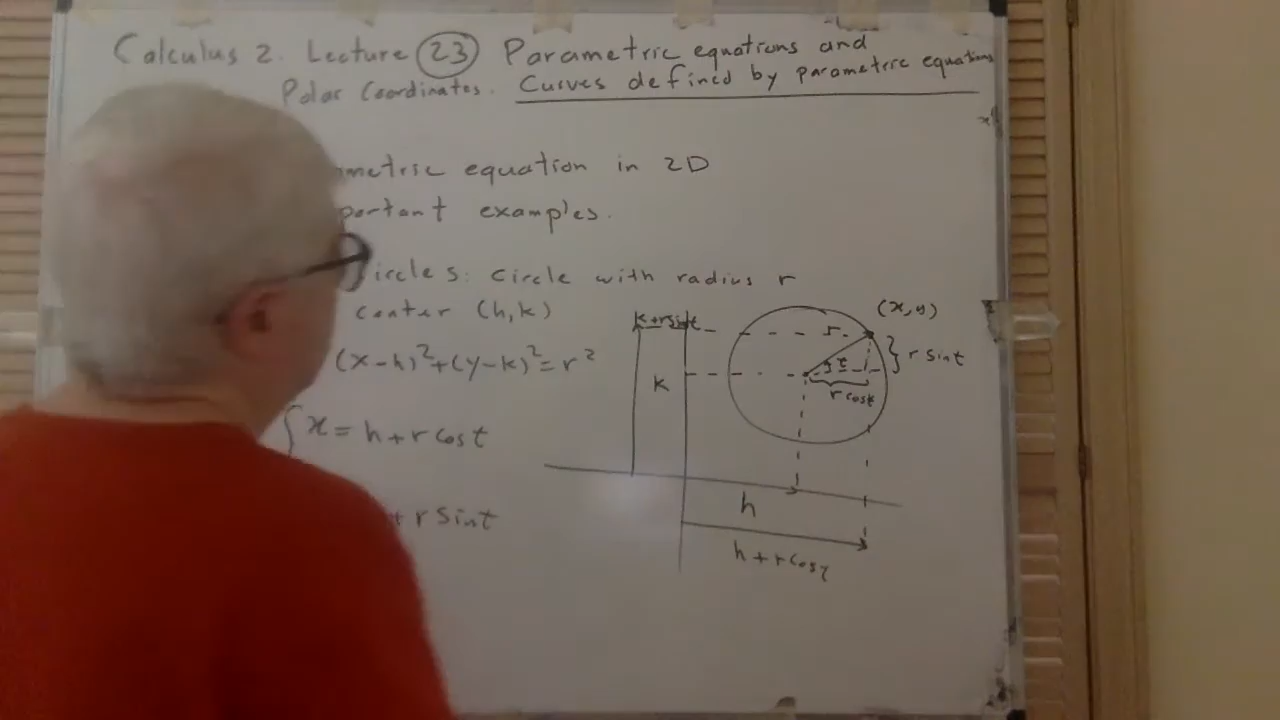 Calculus 2. Lecture 23 Parametric equations and
Polar Coordinates. Curves defined by parametric equations
metric equation in 2D
portant examples.
ircles: circle with radius r
center (h,k)
(x-h)²+(y-k)²=r²
x = h+r cos t
+ r sin t
k+r sin t
(x,y)
r
t
r sin t
k
r cos t
h
h+r cos t